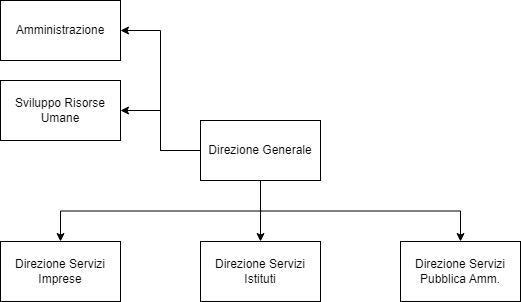 Amministrazione
Sviluppo Risorse
Umane
Direzione Generale
Direzione Servizi
Imprese
Direzione Servizi
Istituti
Direzione Servizi
Pubblica Amm.